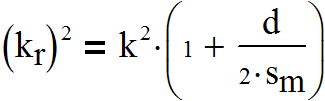 (k_r)^2 = k^2·(1 + d/(2·s_m))